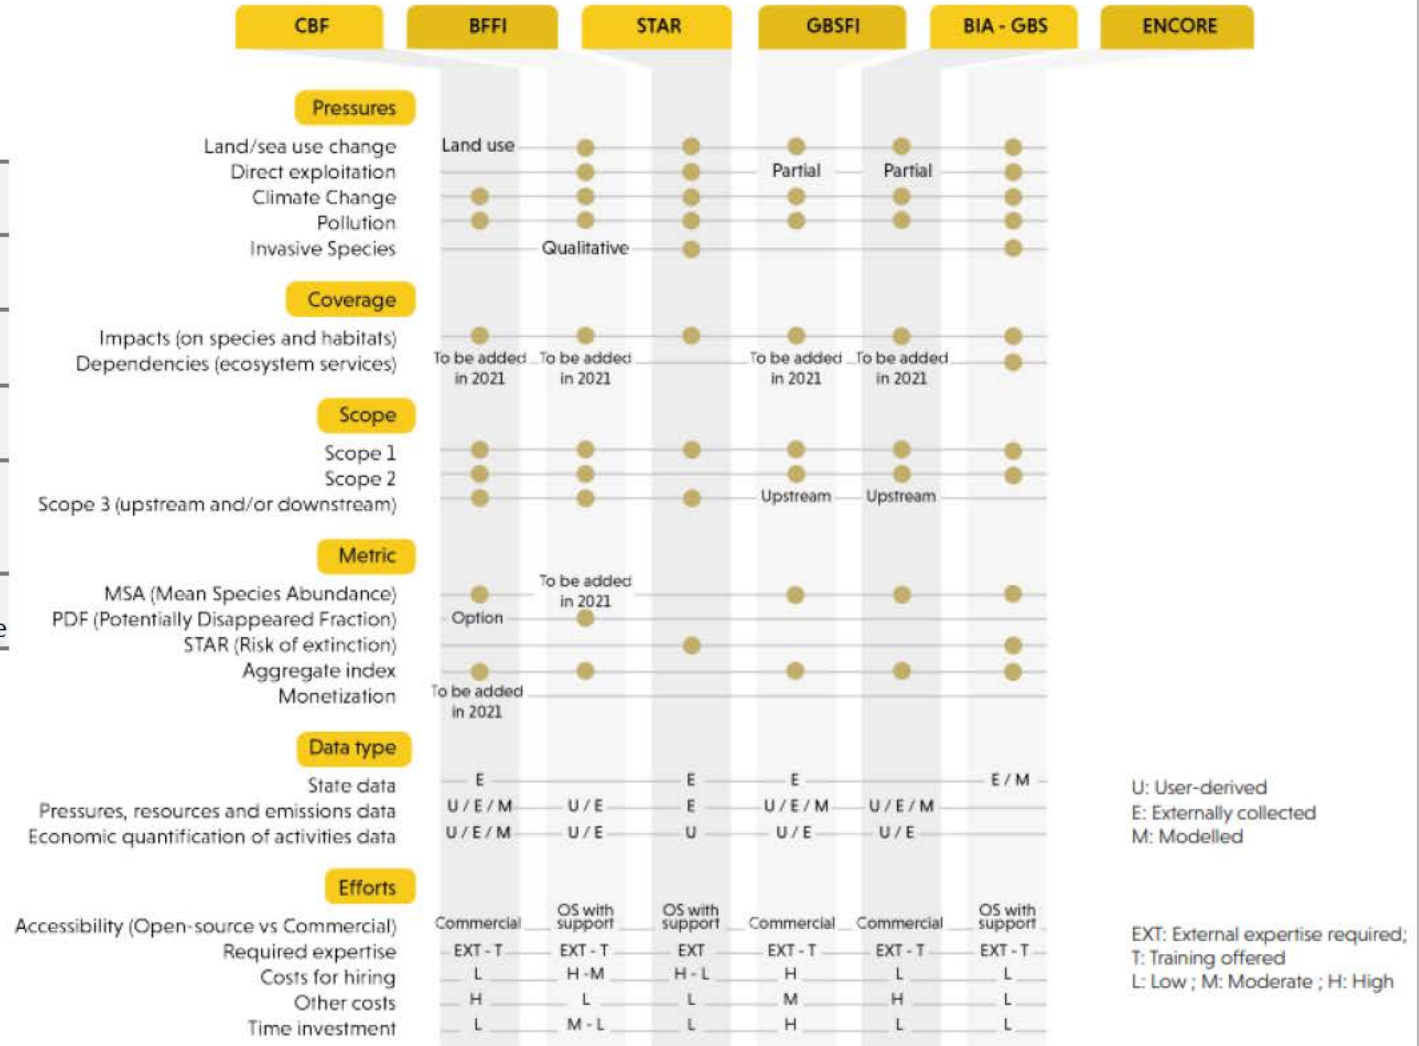 CBF BFFI STAR GBSFI BIA - GBS ENCORE
Pressures
Land/sea use change Land use
Direct exploitation Partial Partial
Climate Change
Pollution
Invasive Species Qualitative
Coverage
Impacts (on species and habitats)
Dependencies (ecosystem services) To be added To be added To be added To be added
in 2021 in 2021 in 2021 in 2021
Scope
Scope 1
Scope 2
Scope 3 (upstream and/or downstream) Upstream Upstream
Metric
To be added
MSA (Mean Species Abundance) in 2021
PDF (Potentially Disappeared Fraction) Option
e
STAR (Risk of extinction)
Aggregate index
Monetization To be added
in 2021
Data type
State data E E E E / M
U: User-derived
Pressures, resources and emissions data U / E / M U / E E U / E / M U / E / M
E: Externally collected
Economic quantification of activities data U / E / M U / E U U / E U / E
M: Modelled
Efforts
OS with OS with OS with
Accessibility (Open-source vs Commercial) Commercial support support Commercial Commercial support
EXT: External expertise required;
Required expertise EXT - T EXT - T EXT EXT - T EXT - T EXT - T
T: Training offered
Costs for hiring L H -M H - L H L L
L: Low ; M: Moderate ; H: High
Other costs H L L M H L
Time investment L M - L L H L L